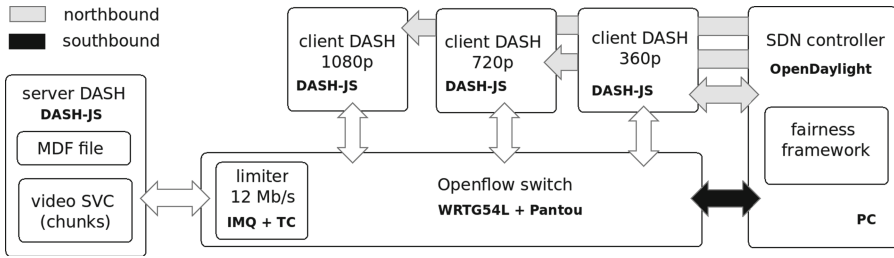 northbound
southbound
server DASH
DASH-JS
MDF file
video SVC
(chunks)
client DASH
1080p
DASH-JS
client DASH
720p
DASH-JS
client DASH
360p
DASH-JS
SDN controller
OpenDaylight
fairness
framework
PC
limiter
12 Mb/s
IMQ + TC
Openflow switch
WRTG54L + Pantou